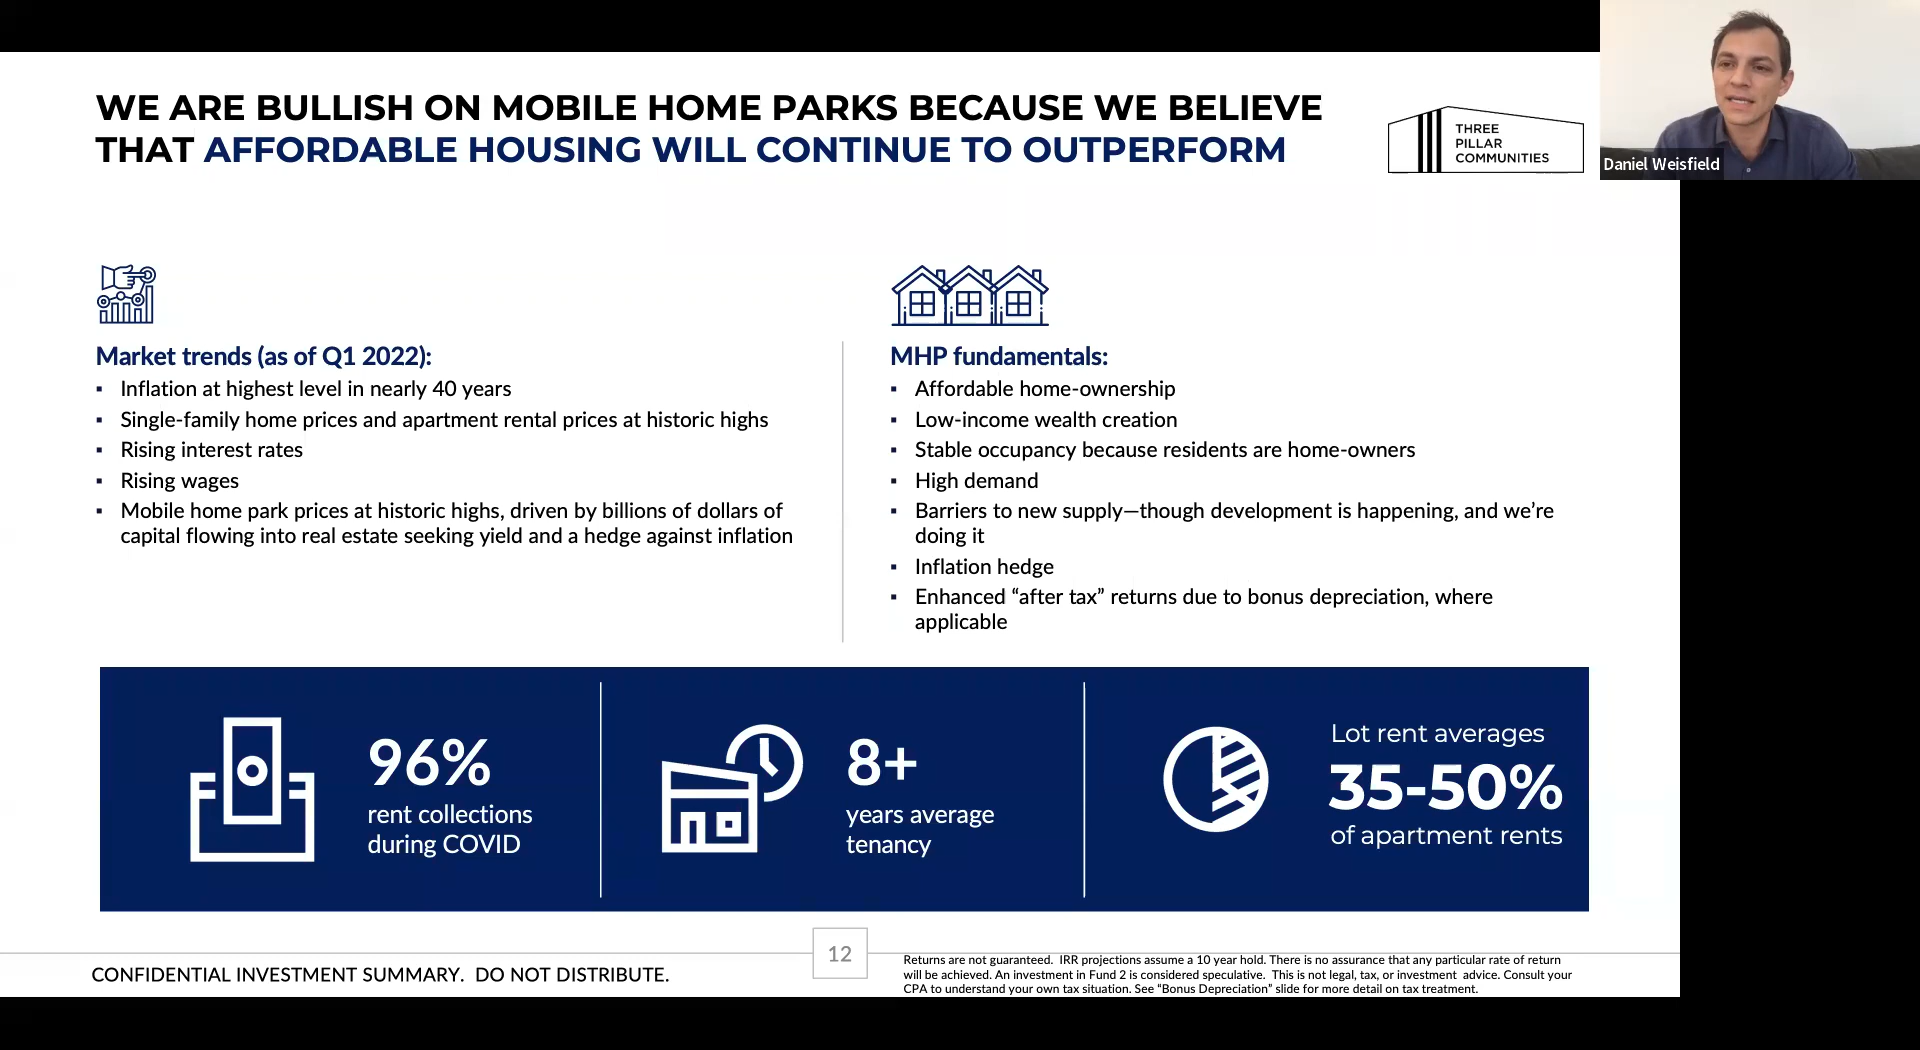 WE ARE BULLISH ON MOBILE HOME PARKS BECAUSE WE BELIEVE
THAT AFFORDABLE HOUSING WILL CONTINUE TO OUTPERFORM
THREE
PILLAR
COMMUNITIES
Daniel Weisfield
Market trends (as of Q1 2022):
▪ Inflation at highest level in nearly 40 years
▪ Single-family home prices and apartment rental prices at historic highs
▪ Rising interest rates
▪ Rising wages
▪ Mobile home park prices at historic highs, driven by billions of dollars of
capital flowing into real estate seeking yield and a hedge against inflation
MHP fundamentals:
▪ Affordable home-ownership
▪ Low-income wealth creation
▪ Stable occupancy because residents are home-owners
▪ High demand
▪ Barriers to new supply—though development is happening, and we’re
doing it
▪ Inflation hedge
▪ Enhanced “after tax” returns due to bonus depreciation, where
applicable
96%
rent collections
during COVID
8+
years average
tenancy
Lot rent averages
35-50%
of apartment rents
CONFIDENTIAL INVESTMENT SUMMARY.  DO NOT DISTRIBUTE.
12
Returns are not guaranteed.  IRR projections assume a 10 year hold. There is no assurance that any particular rate of return
will be achieved. An investment in Fund 2 is considered speculative.  This is not legal, tax, or investment  advice. Consult your
CPA to understand your own tax situation. See “Bonus Depreciation” slide for more detail on tax treatment.